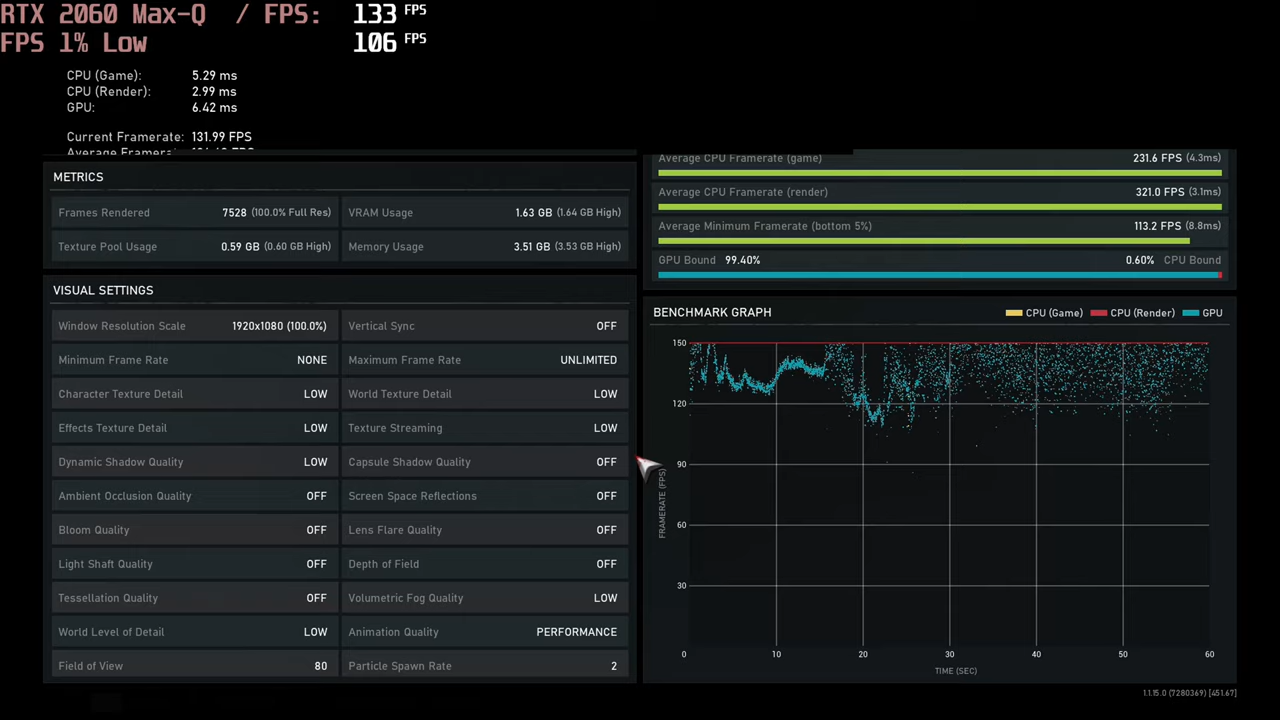 RTX 2060 Max-Q / FPS: 133 FPS
FPS 1% Low 106 FPS
CPU (Game): 5.29 ms
CPU (Render): 2.99 ms
GPU: 6.42 ms
Current Framerate: 131.99 FPS
METRICS
Frames Rendered 7528 (100.0% Full Res)
VRAM Usage 1.63 GB (1.64 GB High)
Texture Pool Usage 0.59 GB (0.60 GB High)
Memory Usage 3.51 GB (3.53 GB High)
VISUAL SETTINGS
Window Resolution Scale 1920x1080 (100.0%)
Vertical Sync OFF
Minimum Frame Rate NONE
Maximum Frame Rate UNLIMITED
Character Texture Detail LOW
World Texture Detail LOW
Effects Texture Detail LOW
Texture Streaming LOW
Dynamic Shadow Quality LOW
Capsule Shadow Quality OFF
Ambient Occlusion Quality OFF
Screen Space Reflections OFF
Bloom Quality OFF
Lens Flare Quality OFF
Light Shaft Quality OFF
Depth of Field OFF
Tessellation Quality OFF
Volumetric Fog Quality LOW
World Level of Detail LOW
Animation Quality PERFORMANCE
Field of View 80
Particle Spawn Rate 2
Average CPU Framerate (game) 231.6 FPS (4.3ms)
Average CPU Framerate (render) 321.0 FPS (3.1ms)
Average Minimum Framerate (bottom 5%) 113.2 FPS (8.8ms)
GPU Bound 99.40% 0.60% CPU Bound
BENCHMARK GRAPH CPU (Game) CPU (Render) GPU
150
120
90
60
30
FRAMERATE (FPS)
0 10 20 30 40 50 60
TIME (SEC)
1.1.15.0 (7280369) [451.67]